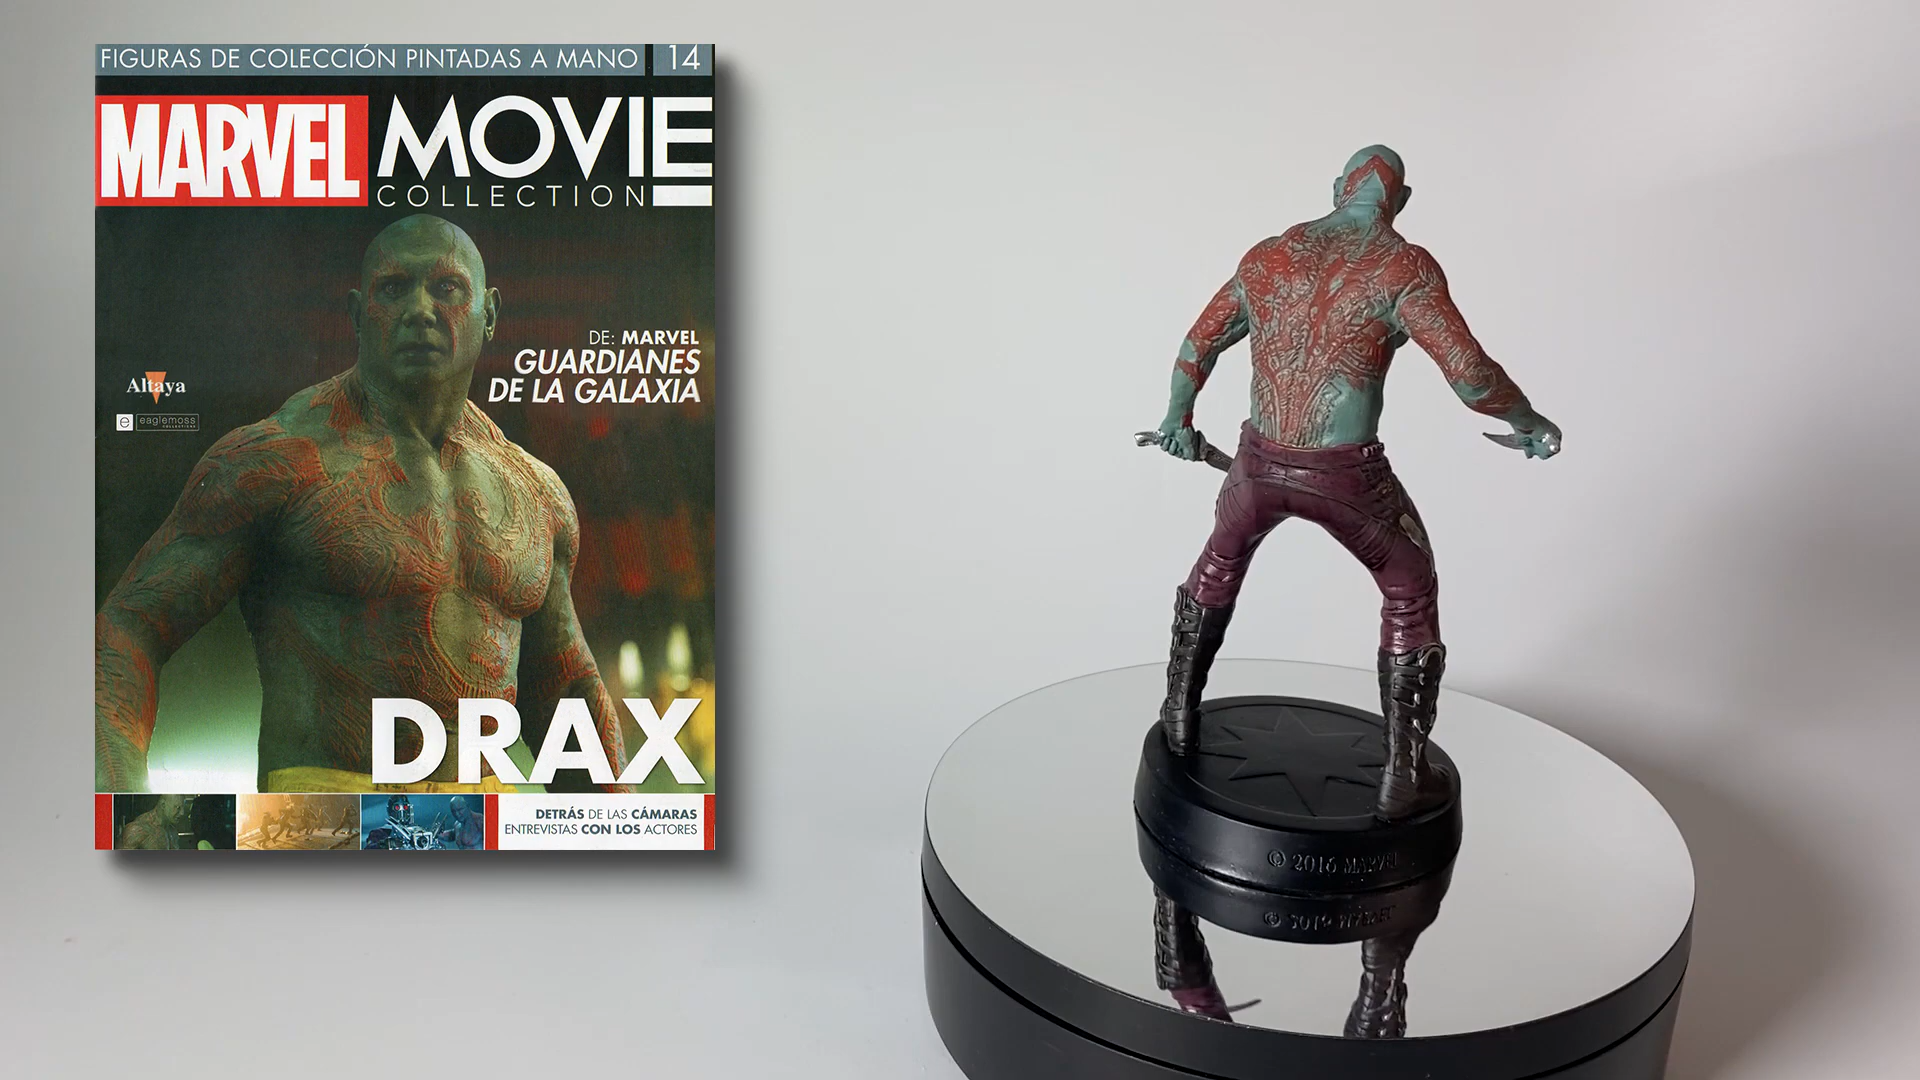 FIGURAS DE COLECCIÓN PINTADAS A MANO 14
MARVEL MOVIE
COLLECTION
DE: MARVEL
GUARDIANES
DE LA GALAXIA
Altaya
e eaglemoss
COLLECTIONS
DRAX
DETRÁS DE LAS CÁMARAS
ENTREVISTAS CON LOS ACTORES
© 2016 MARVEL